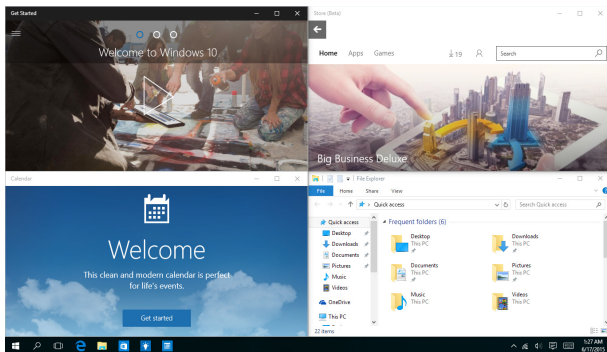 Get Started
Welcome to Windows 10
Store (Beta)
Home Apps Games
19
Search
Big Business Deluxe
Calendar
Welcome
This clean and modern calendar is perfect
for life's events.
Get started
File Explorer
File Home Share View
Quick access
Search Quick access
Quick access
Desktop
Downloads
Documents
Pictures
Music
Videos
OneDrive
This PC
22 items
Frequent folders (6)
Desktop
This PC
Downloads
This PC
Documents
This PC
Pictures
This PC
Music
This PC
Videos
This PC
1:27 AM
6/17/2015